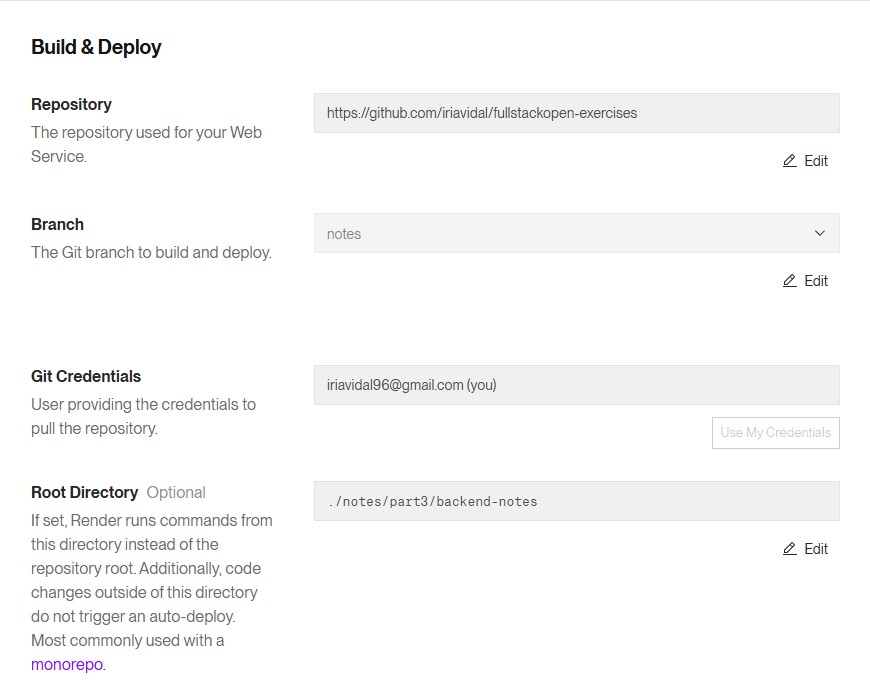 Build & Deploy
Repository
The repository used for your Web
Service.
https://github.com/iriavidal/fullstackopen-exercises
Edit
Branch
The Git branch to build and deploy.
notes
Edit
Git Credentials
User providing the credentials to
pull the repository.
iriavidal96@gmail.com (you)
Use My Credentials
Root Directory Optional
If set, Render runs commands from
this directory instead of the
repository root. Additionally, code
changes outside of this directory
do not trigger an auto-deploy.
Most commonly used with a
monorepo.
./notes/part3/backend-notes
Edit